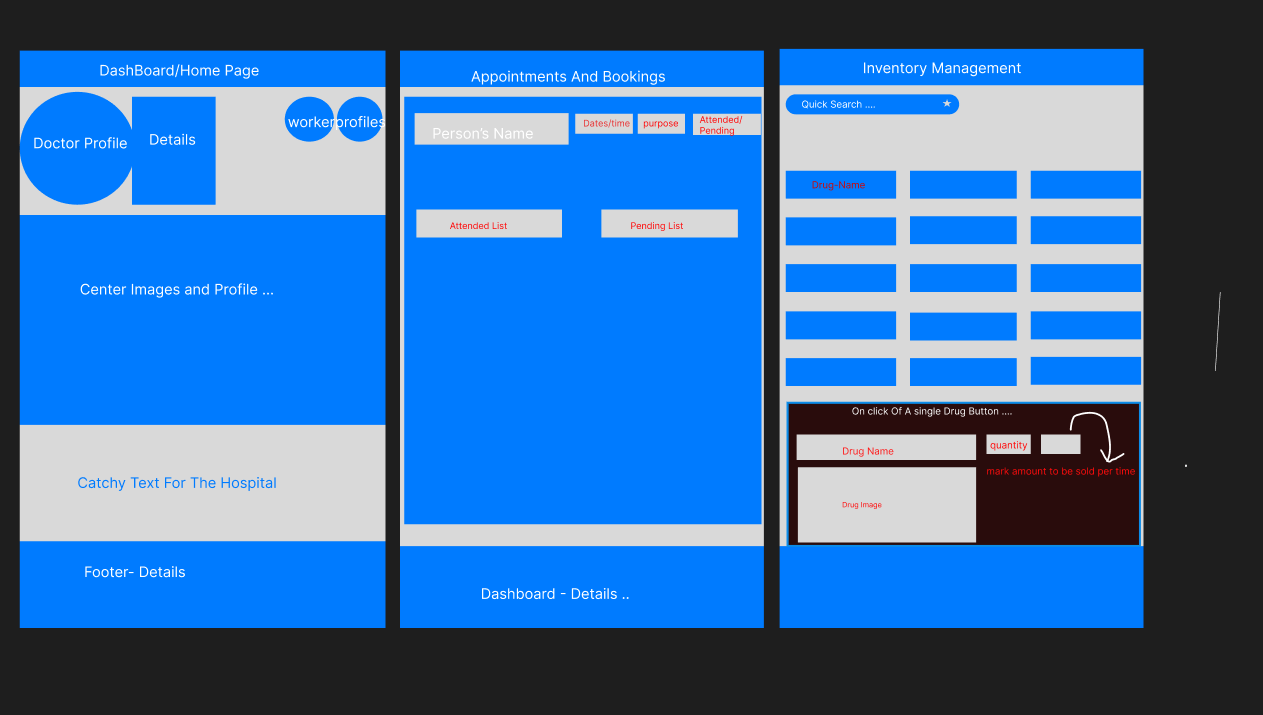 DashBoard/Home Page
Doctor Profile
Details
worker
profiles
Center Images and Profile ...
Catchy Text For The Hospital
Footer- Details
Appointments And Bookings
Person's Name
Dates/time
purpose
Attended/
Pending
Attended List
Pending List
Dashboard - Details ..
Inventory Management
Quick Search ....
Drug-Name
On click Of A single Drug Button ....
Drug Name
quantity
mark amount to be sold per time
Drug Image